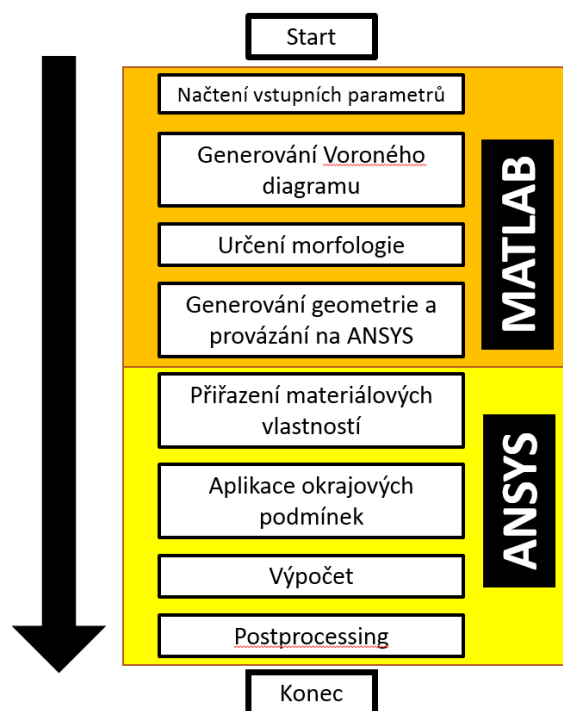 Start
Načtení vstupních parametrů
Generování Voroného
diagramu
Určení morfologie
Generování geometrie a
provázání na ANSYS
MATLAB
Přiřazení materiálových
vlastností
Aplikace okrajových
podmínek
Výpočet
Postprocessing
ANSYS
Konec